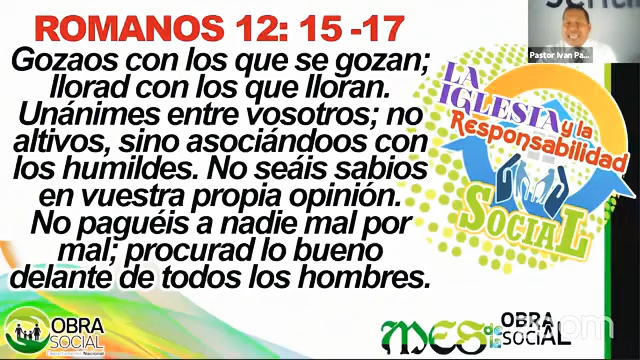 ROMANOS 12: 15 -17
Gozaos con los que se gozan;
llorad con los que lloran.
Unánimes entre vosotros; no
altivos, sino asociándoos con
los humildes. No seáis sabios
en vuestra propia opinión.
No paguéis a nadie mal por
mal; procurad lo bueno
delante de todos los hombres.
Pastor Ivan Pa...
LA
IGLESIA
y la
Responsabilidad
SOCIAL
OBRA
SOCIAL
Nacional
MES de la
OBRA
SOCIAL